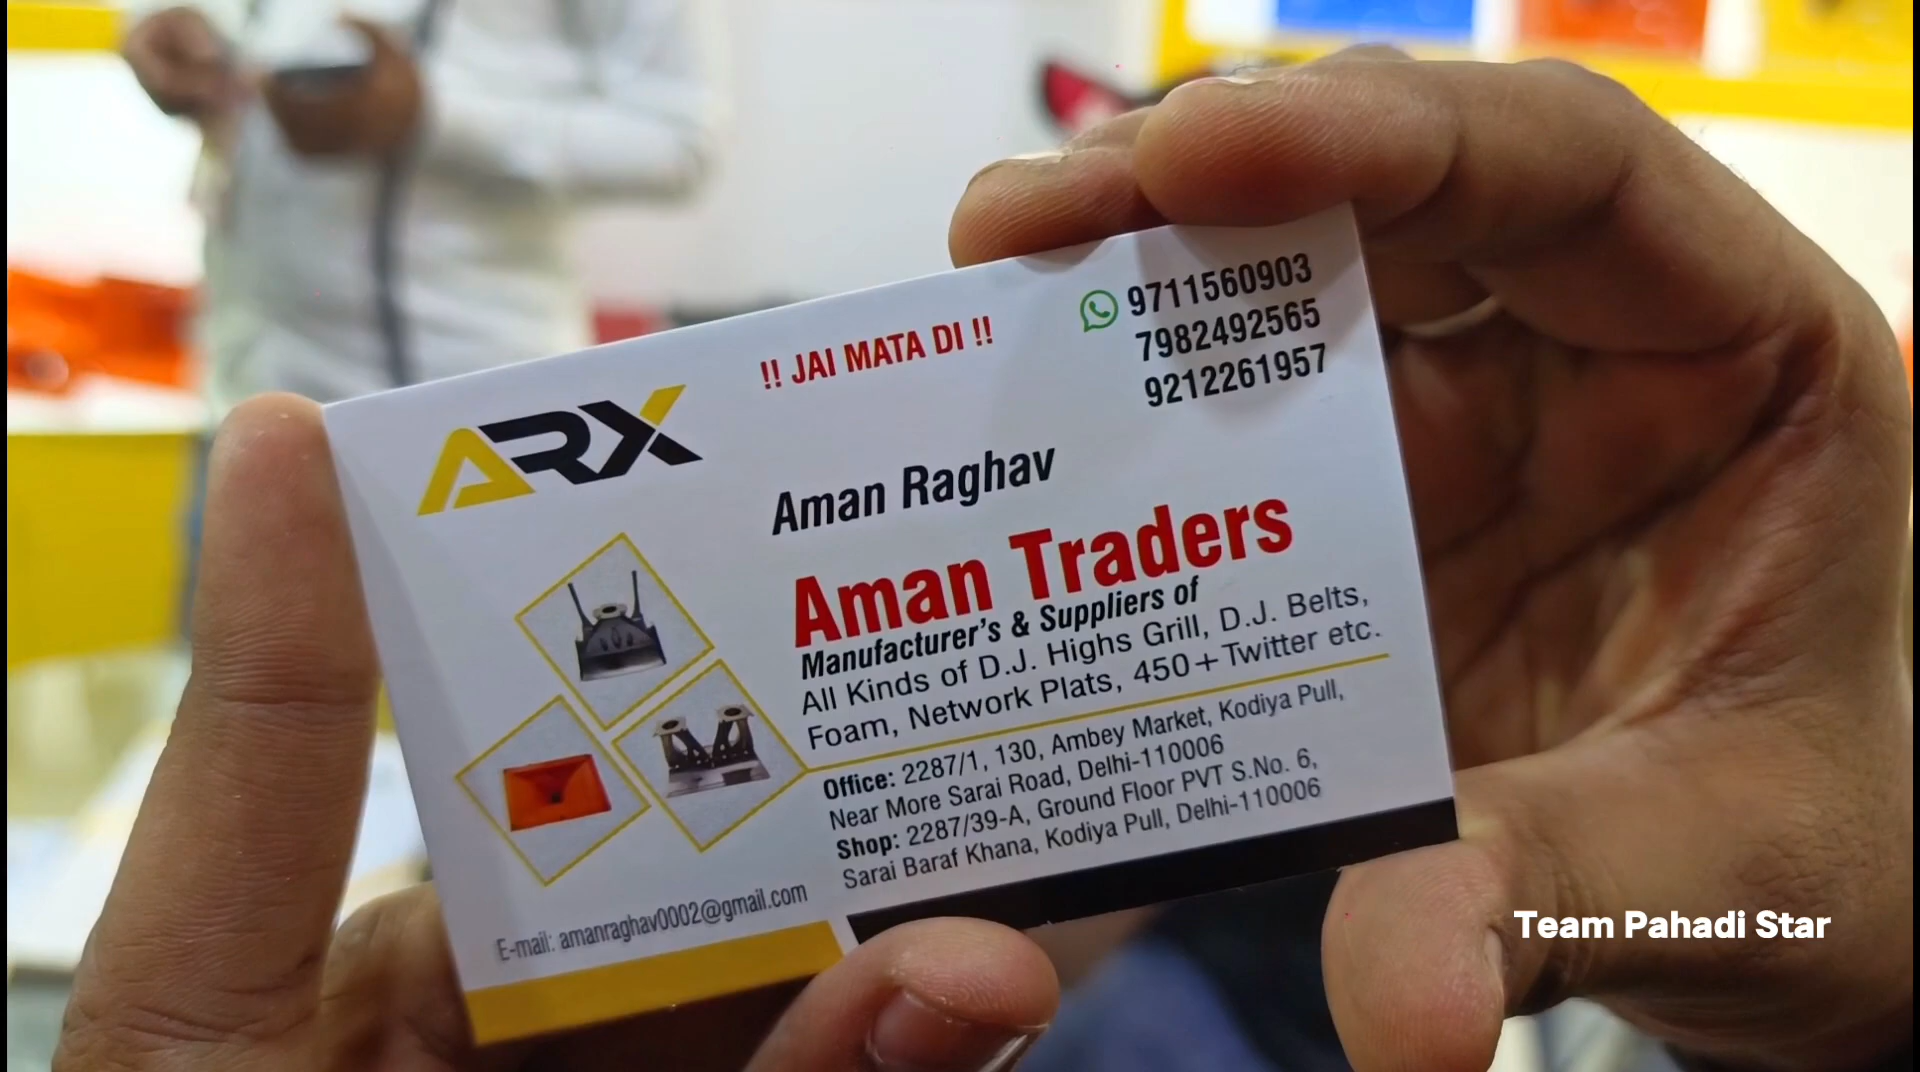 !! JAI MATA DI !!
9711560903
7982492565
9212261957
ARX
Aman Raghav
Aman Traders
Manufacturer's & Suppliers of
All Kinds of D.J. Highs Grill, D.J. Belts,
Foam, Network Plats, 450+Twitter etc.
Office: 2287/1, 130, Ambey Market, Kodiya Pull,
Near More Sarai Road, Delhi-110006
Shop: 2287/39-A, Ground Floor PVT S.No. 6,
Sarai Baraf Khana, Kodiya Pull, Delhi-110006
E-mail: amanraghav0002@gmail.com
Team Pahadi Star